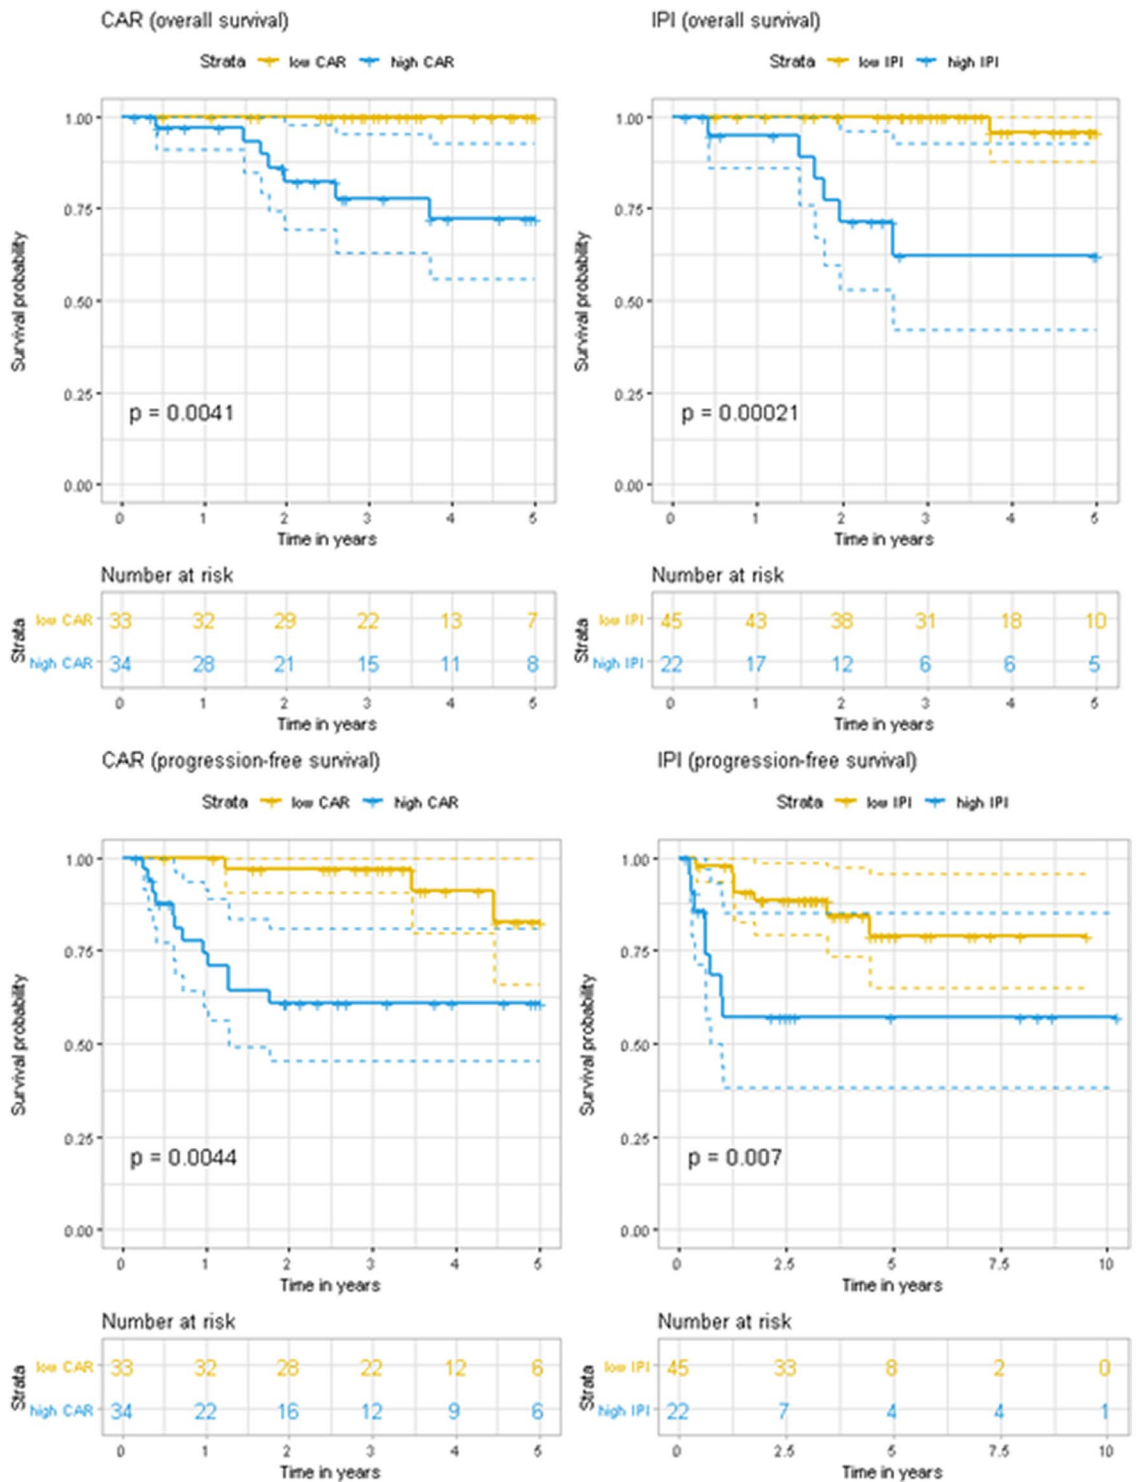 CAR (overall survival)
Strata low CAR high CAR
1.00
0.75
0.50
0.25
0.00
Survival probability
p = 0.0041
0 1 2 3 4 5
Time in years
Number at risk
Strata
low CAR 33 32 29 22 13 7
high CAR 34 28 21 15 11 8
0 1 2 3 4 5
Time in years
IPI (overall survival)
Strata low IPI high IPI
1.00
0.75
0.50
0.25
0.00
Survival probability
p = 0.00021
0 1 2 3 4 5
Time in years
Number at risk
Strata
low IPI 45 43 38 31 18 10
high IPI 22 17 12 6 6 5
0 1 2 3 4 5
Time in years
CAR (progression-free survival)
Strata low CAR high CAR
1.00
0.75
0.50
0.25
0.00
Survival probability
p = 0.0044
0 1 2 3 4 5
Time in years
Number at risk
Strata
low CAR 33 32 28 22 12 6
high CAR 34 22 16 12 9 6
0 1 2 3 4 5
Time in years
IPI (progression-free survival)
Strata low IPI high IPI
1.00
0.75
0.50
0.25
0.00
Survival probability
p = 0.007
0 2.5 5 7.5 10
Time in years
Number at risk
Strata
low IPI 45 33 8 2 0
high IPI 22 7 4 4 1
0 2.5 5 7.5 10
Time in years